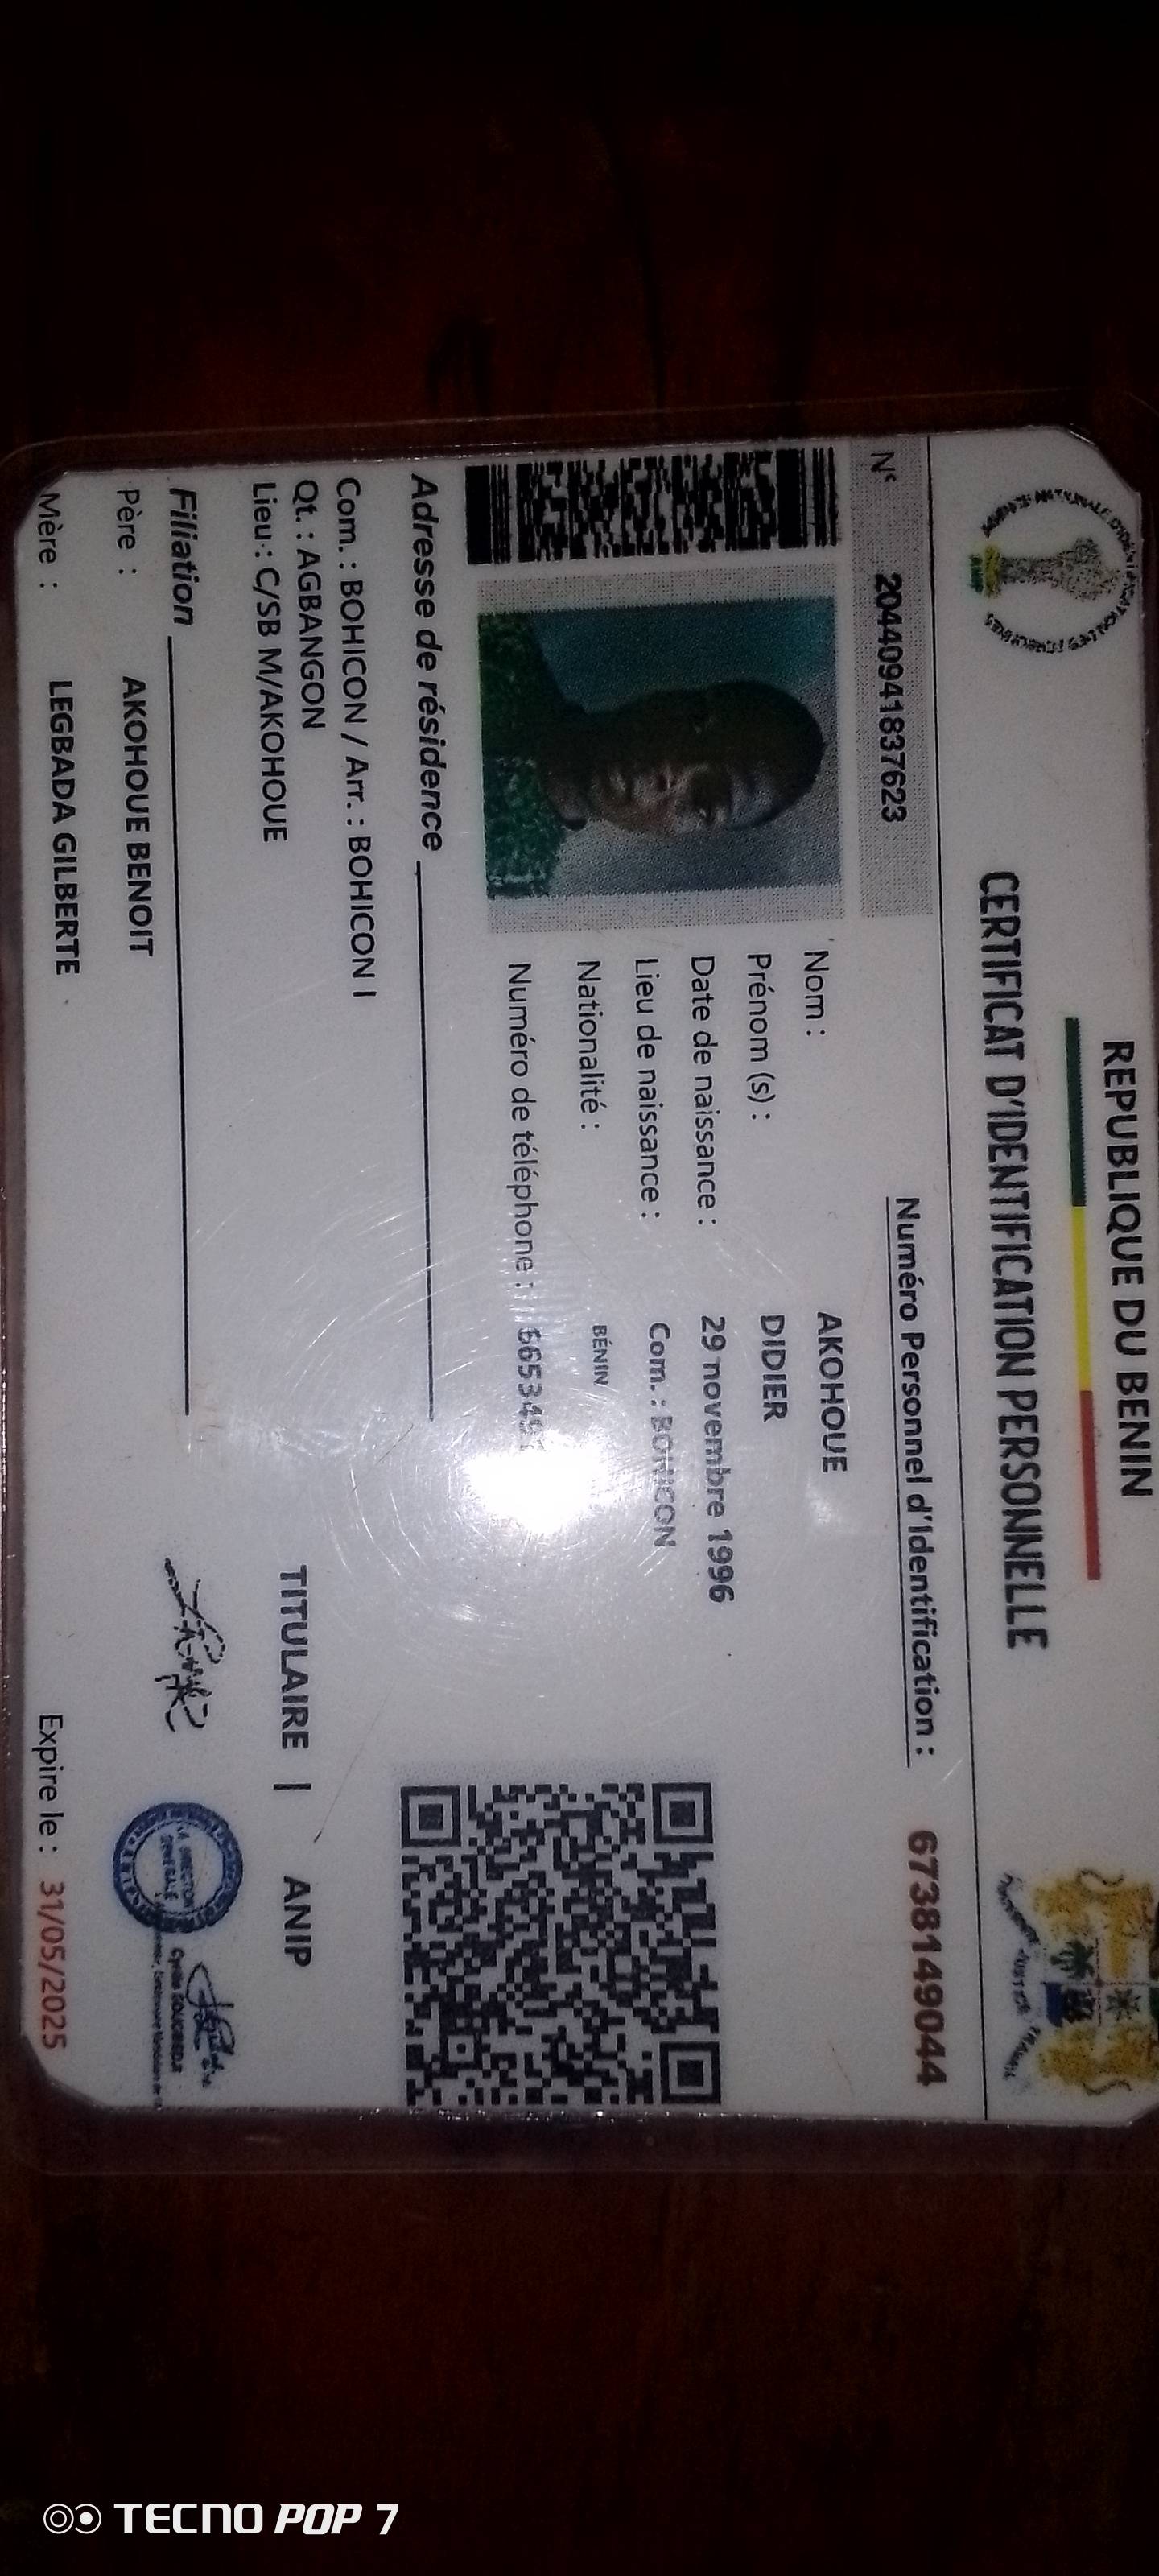 REPUBLIQUE DU BENIN
CERTIFICAT D'IDENTIFICATION PERSONNELLE
Numéro Personnel d'Identification : 6738149044
N° 20440941837623
Nom : AKOHOUE
Prénom (s) : DIDIER
Date de naissance : 29 novembre 1996
Lieu de naissance : Com. : BOHICON
Nationalité : BÉNIN
Numéro de téléphone :
Adresse de résidence
Com. : BOHICON / Arr. : BOHICON I
Qt. : AGBANGON
Lieu : C/SB M/AKOHOUE
Filiation
Père : AKOHOUE BENOIT
Mère : LEGBADA GILBERTE
TITULAIRE | ANIP
Expire le : 31/05/2025
TECNO POP 7